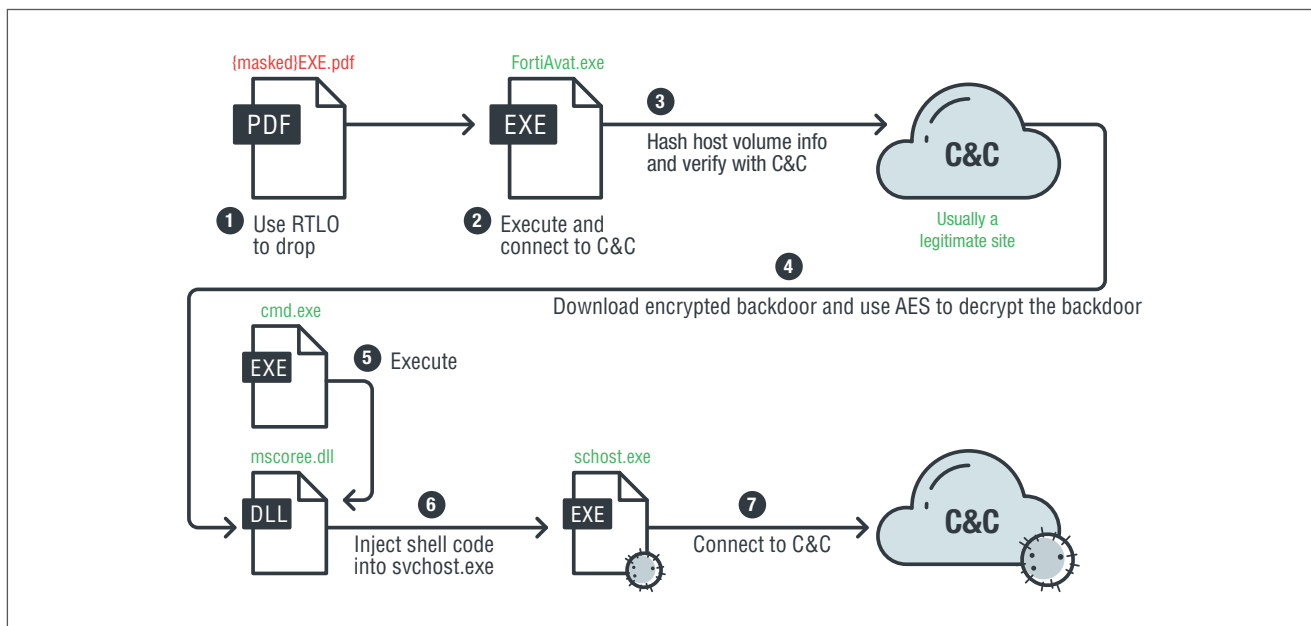 {masked}EXE.pdf
PDF
1 Use RTLO
to drop
FortiAvat.exe
EXE
2 Execute and
connect to C&C
3
Hash host volume info
and verify with C&C
C&C
Usually a
legitimate site
4
Download encrypted backdoor and use AES to decrypt the backdoor
cmd.exe
EXE
5 Execute
mscoree.dll
DLL
6
Inject shell code
into svchost.exe
schost.exe
EXE
7
Connect to C&C
C&C